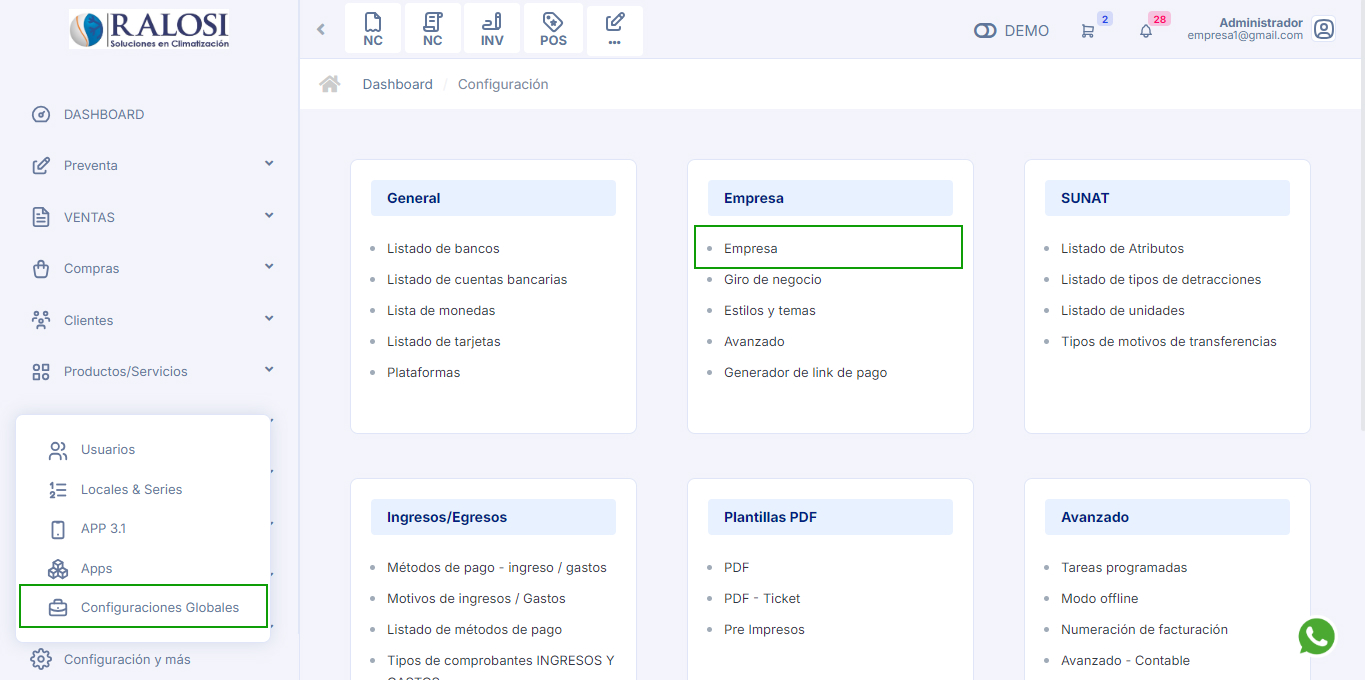 RALOSI
Soluciones en Climatización
DASHBOARD
Preventa
VENTAS
Compras
Clientes
Productos/Servicios
Usuarios
Locales & Series
APP 3.1
Apps
Configuraciones Globales
Configuración y más
NC
NC
INV
POS
...
DEMO
2
28
Administrador
empresa1@gmail.com
Dashboard / Configuración
General
Listado de bancos
Listado de cuentas bancarias
Lista de monedas
Listado de tarjetas
Plataformas
Empresa
Empresa
Giro de negocio
Estilos y temas
Avanzado
Generador de link de pago
SUNAT
Listado de Atributos
Listado de tipos de detracciones
Listado de unidades
Tipos de motivos de transferencias
Ingresos/Egresos
Métodos de pago - ingreso / gastos
Motivos de ingresos / Gastos
Listado de métodos de pago
Tipos de comprobantes INGRESOS Y
GASTOS
Plantillas PDF
PDF
PDF - Ticket
Pre Impresos
Avanzado
Tareas programadas
Modo offline
Numeración de facturación
Avanzado - Contable